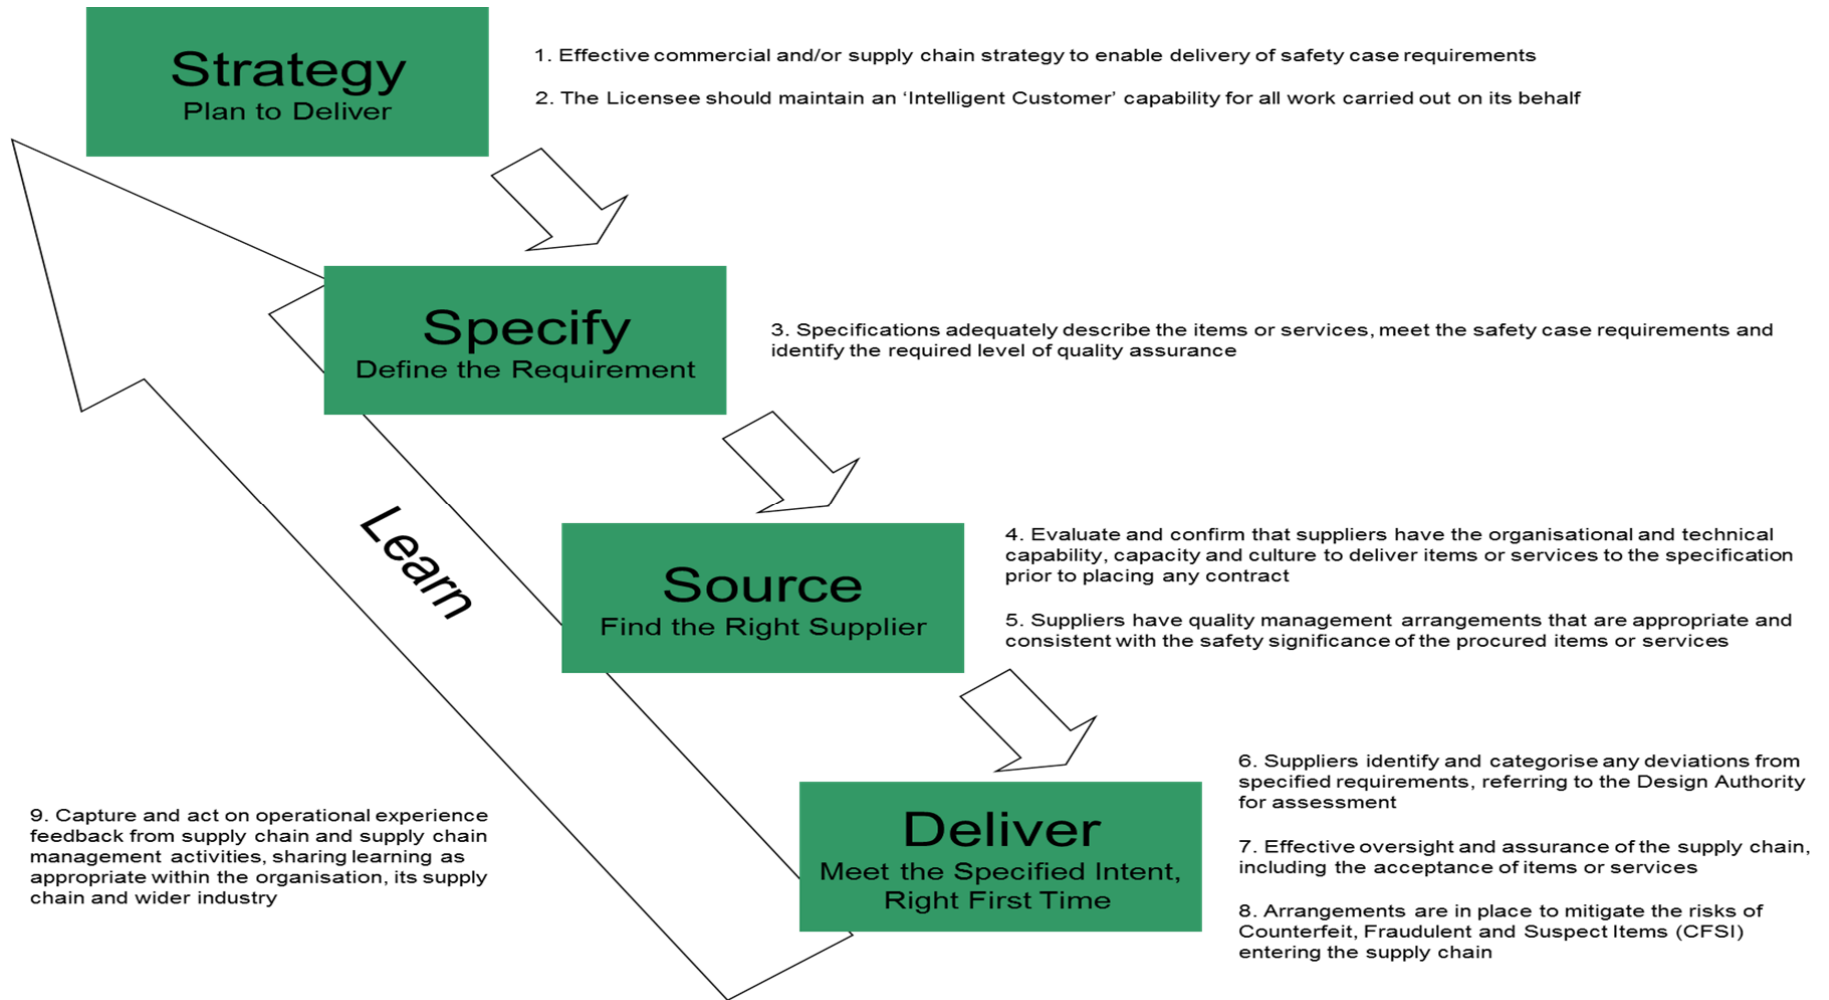 Strategy
Plan to Deliver
1. Effective commercial and/or supply chain strategy to enable delivery of safety case requirements
2. The Licensee should maintain an ‘Intelligent Customer’ capability for all work carried out on its behalf
Specify
Define the Requirement
3. Specifications adequately describe the items or services, meet the safety case requirements and
identify the required level of quality assurance
Source
Find the Right Supplier
4. Evaluate and confirm that suppliers have the organisational and technical
capability, capacity and culture to deliver items or services to the specification
prior to placing any contract
5. Suppliers have quality management arrangements that are appropriate and
consistent with the safety significance of the procured items or services
Deliver
Meet the Specified Intent,
Right First Time
6. Suppliers identify and categorise any deviations from
specified requirements, referring to the Design Authority
for assessment
7. Effective oversight and assurance of the supply chain,
including the acceptance of items or services
8. Arrangements are in place to mitigate the risks of
Counterfeit, Fraudulent and Suspect Items (CFSI)
entering the supply chain
Learn
9. Capture and act on operational experience
feedback from supply chain and supply chain
management activities, sharing learning as
appropriate within the organisation, its supply
chain and wider industry